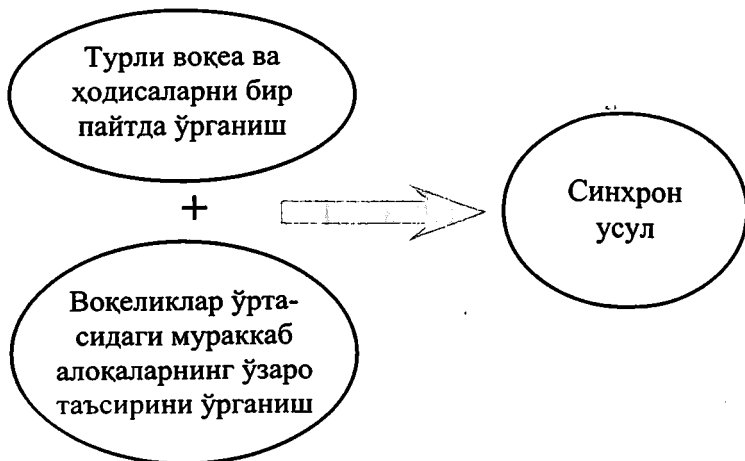 Турли воқеа ва
ҳодисаларни бир
пайтда ўрганиш
+
Воқеликлар ўрта-
сидаги мураккаб
алоқаларнинг ўзаро
таъсирини ўрганиш
Синхрон
усул